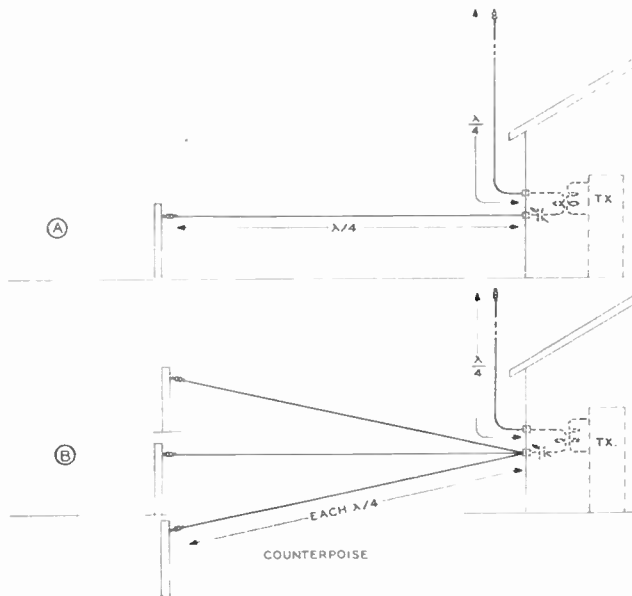 λ
4
TX
A
λ/4
λ
4
TX.
B
EACH λ/4
COUNTERPOISE